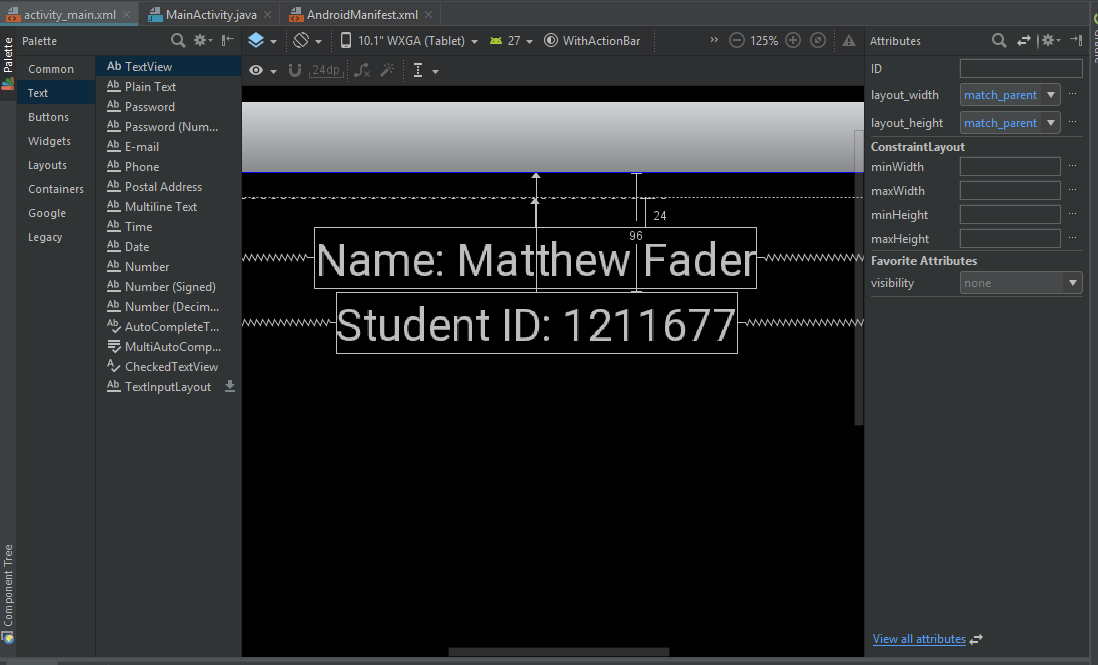 activity_main.xml MainActivity.java AndroidManifest.xml
Palette
Component Tree
Palette
Common
Text
Buttons
Widgets
Layouts
Containers
Google
Legacy
Ab TextView
Ab Plain Text
Ab Password
Ab Password (Num...
Ab E-mail
Ab Phone
Ab Postal Address
Ab Multiline Text
Ab Time
Ab Date
Ab Number
Ab Number (Signed)
Ab Number (Decim...
Ab AutoCompleteT...
MultiAutoComp...
A CheckedTextView
Ab TextInputLayout
10.1" WXGA (Tablet) 27 WithActionBar » 125%
24dp
24
96
Name: Matthew Fader
Student ID: 1211677
Attributes
ID
layout_width match_parent ...
layout_height match_parent ...
ConstraintLayout
minWidth ...
maxWidth ...
minHeight ...
maxHeight ...
Favorite Attributes
visibility none
View all attributes